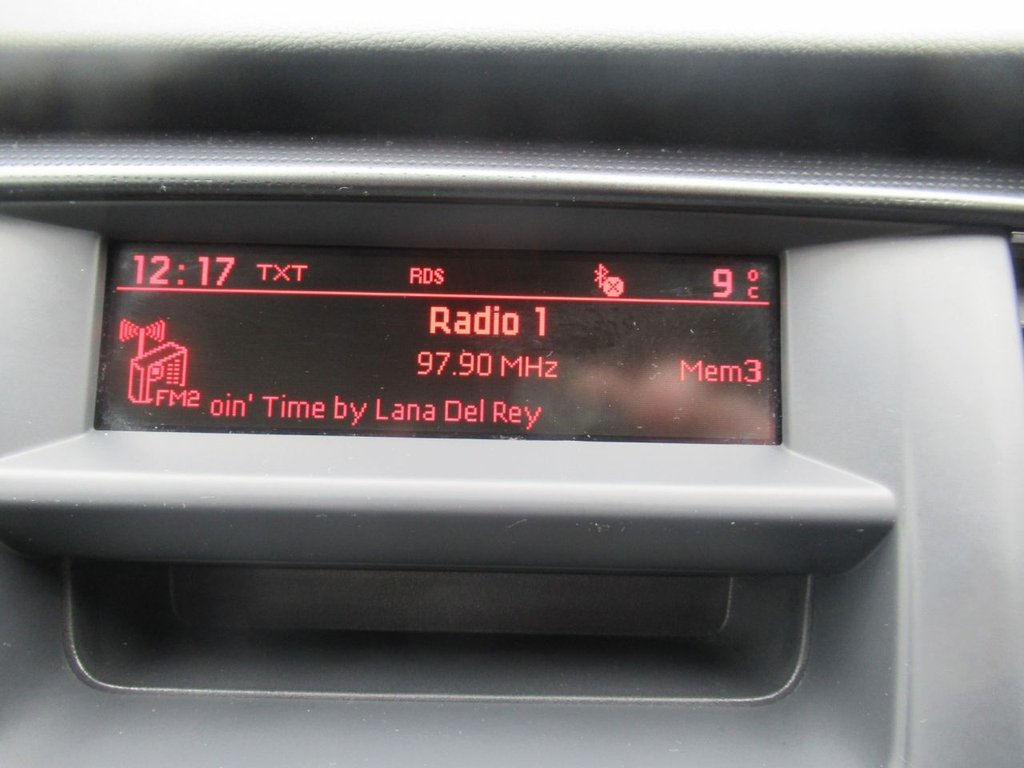 12:17 TXT RDS 9 °C
Radio 1
97.90 MHz Mem3
FM2 oin' Time by Lana Del Rey